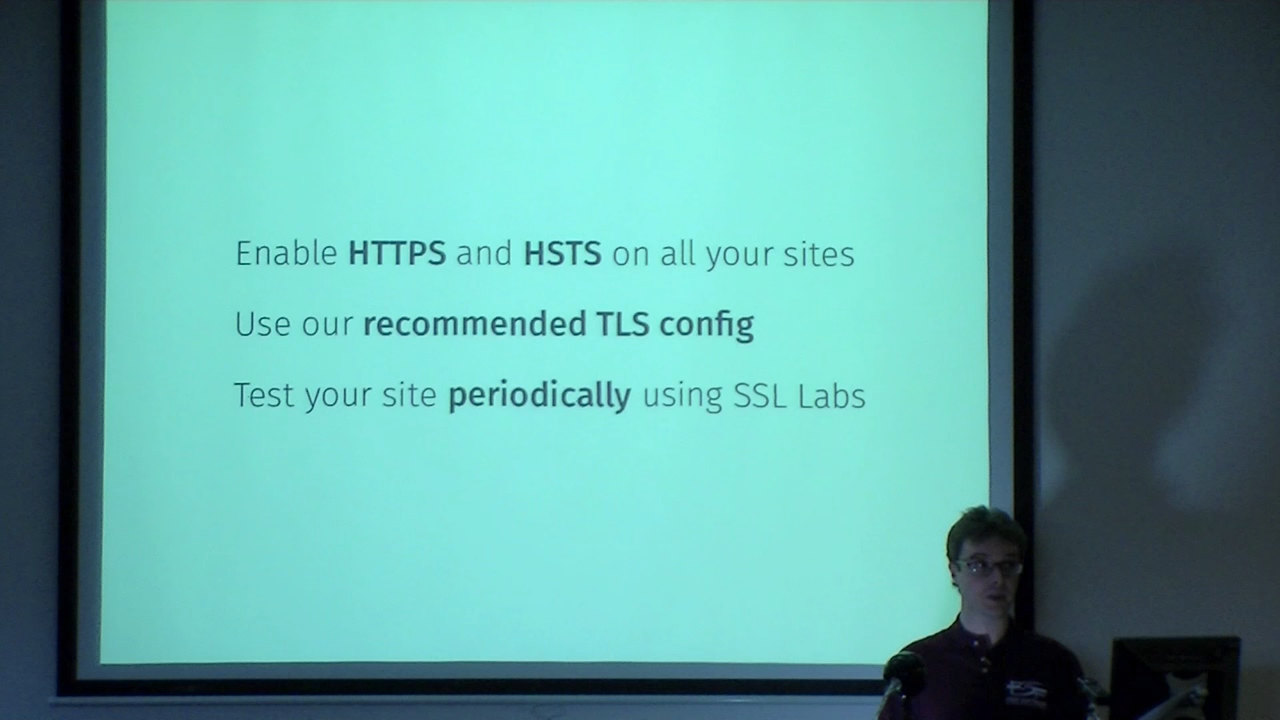 Enable HTTPS and HSTS on all your sites
Use our recommended TLS config
Test your site periodically using SSL Labs